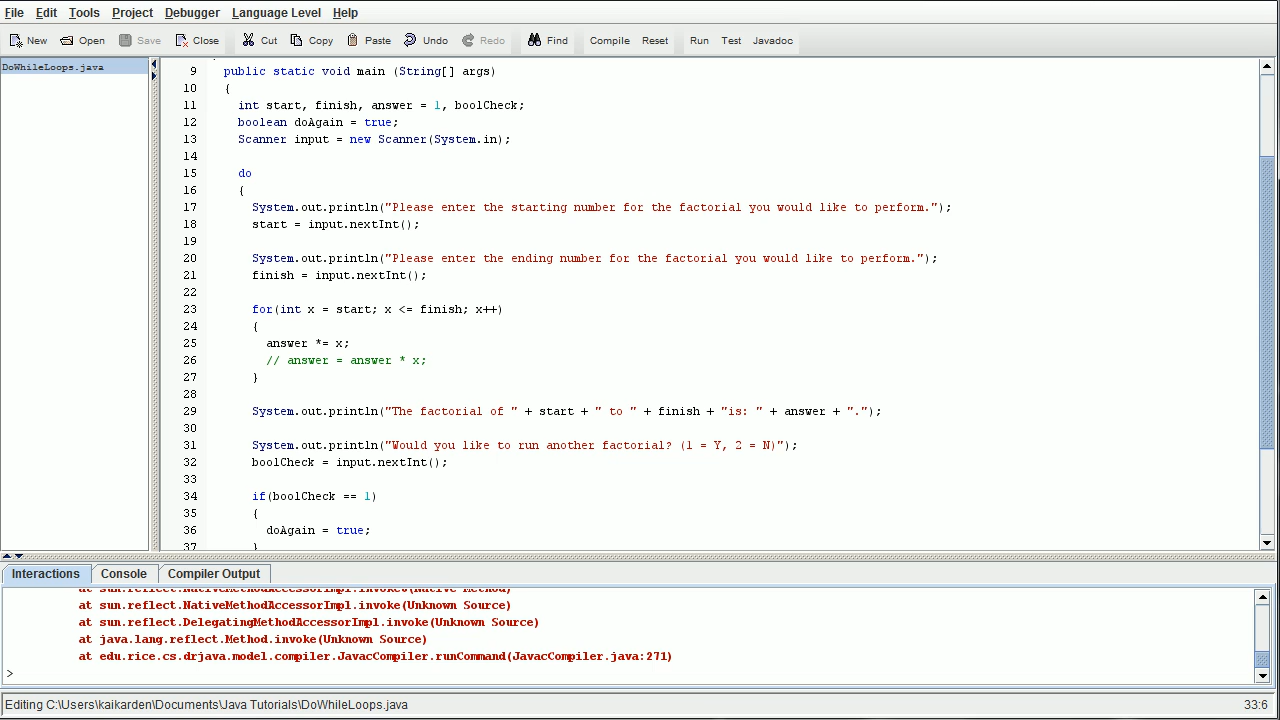 File Edit Tools Project Debugger Language Level Help
New Open Save Close Cut Copy Paste Undo Redo Find Compile Reset Run Test Javadoc
DoWhileLoops.java
9 public static void main (String[] args)
10 {
11 int start, finish, answer = 1, boolCheck;
12 boolean doAgain = true;
13 Scanner input = new Scanner(System.in);
14
15 do
16 {
17 System.out.println("Please enter the starting number for the factorial you would like to perform.");
18 start = input.nextInt();
19
20 System.out.println("Please enter the ending number for the factorial you would like to perform.");
21 finish = input.nextInt();
22
23 for(int x = start; x <= finish; x++)
24 {
25 answer *= x;
26 // answer = answer * x;
27 }
28
29 System.out.println("The factorial of " + start + " to " + finish + "is: " + answer + ".");
30
31 System.out.println("Would you like to run another factorial? (1 = Y, 2 = N)");
32 boolCheck = input.nextInt();
33
34 if(boolCheck == 1)
35 {
36 doAgain = true;
37 }
Interactions Console Compiler Output
at sun.reflect.NativeMethodAccessorImpl.invoke0(Native Method)
at sun.reflect.NativeMethodAccessorImpl.invoke(Unknown Source)
at sun.reflect.DelegatingMethodAccessorImpl.invoke(Unknown Source)
at java.lang.reflect.Method.invoke(Unknown Source)
at edu.rice.cs.drjava.model.compiler.JavacCompiler.runCommand(JavacCompiler.java:271)
>
Editing C:\Users\kaikarden\Documents\Java Tutorials\DoWhileLoops.java 33:6